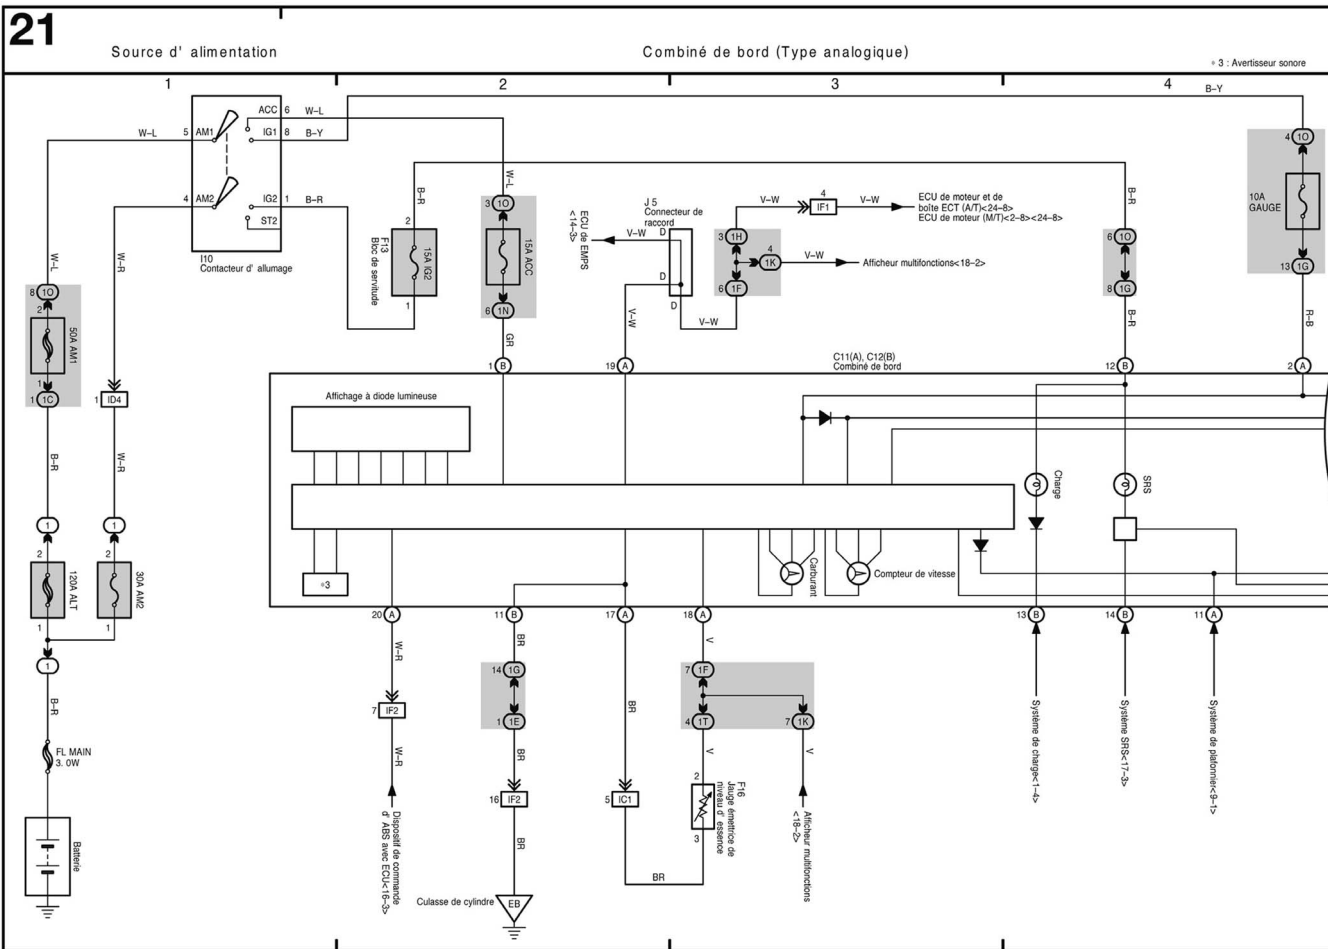 21
Source d' alimentation
Combiné de bord (Type analogique)
* 3 : Avertisseur sonore
1
2
3
4
B–Y
ACC 6 W–L
W–L 5 AM1
IG1 8 B–Y
4 AM2
IG2 1 B–R
ST2
I10
Contacteur d' allumage
W–L
W–R
B–R
2
F13
Bloc de servitude
15A IG2
1
W–L
3 1O
15A ACC
6 1N
GR
1 B
ECU de EMPS
<14–3>
V–W
J 5
Connecteur de
raccord
D
D
D
V–W
V–W
19 A
V–W
4
IF1
V–W
ECU de moteur et de
boîte ECT (A/T)<24–8>
ECU de moteur (M/T)<2–8><24–8>
3 1H
4
1K
V–W
Afficheur multifonctions<18–2>
6 1F
B–R
6 1O
8 1G
B–R
12 B
4 1O
10A
GAUGE
13 1G
R–B
2 A
C11(A), C12(B)
Combiné de bord
8 1O
2
50A AM1
1
1 1C
1 ID4
B–R
W–R
1
1
2
2
120A ALT
30A AM2
1
1
1
B–R
FL MAIN
3. 0W
Batterie
Affichage à diode lumineuse
*3
Carburant
Compteur de vitesse
Charge
SRS
20 A
11 B
17 A
18 A
13 B
14 B
11 A
W–R
7 IF2
W–R
Dispositif de commande
d' ABS avec ECU<16–3>
BR
14 1G
1 1E
BR
16 IF2
BR
Culasse de cylindre
EB
BR
5 IC1
BR
V
7 1F
4 1T
7 1K
V
V
2
F16
Jauge émettrice de
niveau d' essence
3
Afficheur multifonctions
<18–2>
Système de charge<1–4>
Système SRS<17–3>
Système de plafonnier<9–1>